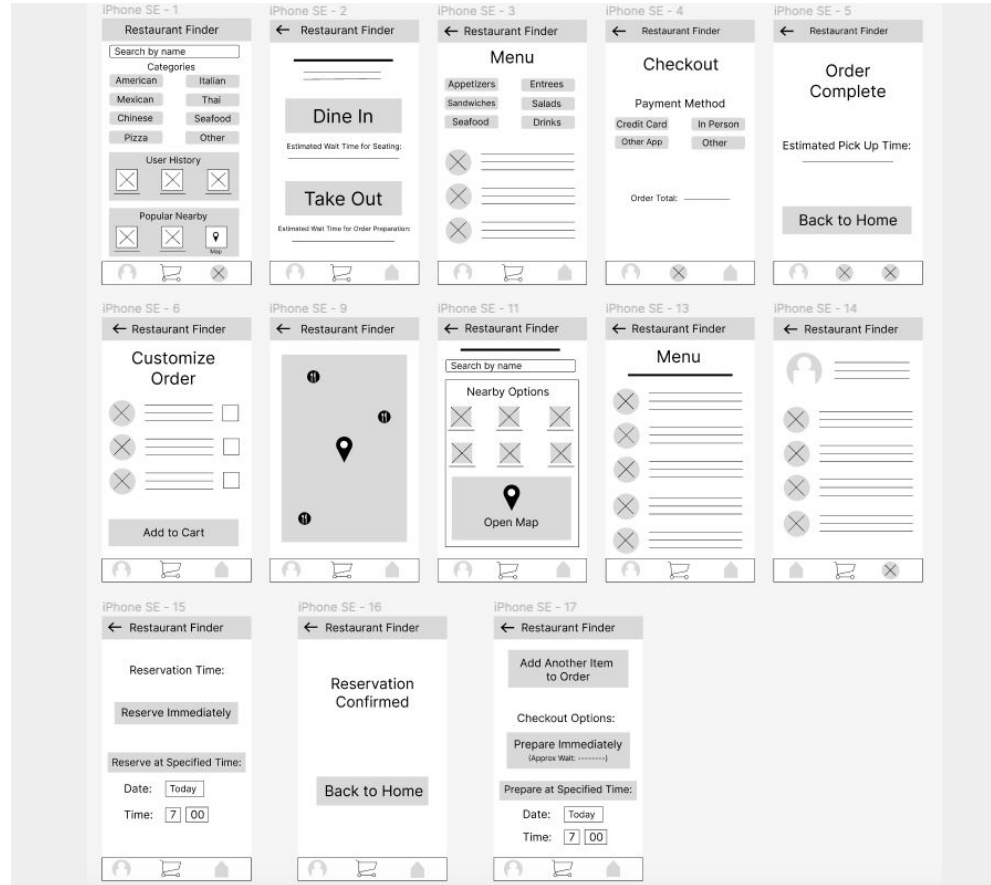 iPhone SE - 1
Restaurant Finder
Search by name
Categories
American Italian
Mexican Thai
Chinese Seafood
Pizza Other
User History
Popular Nearby
Map
iPhone SE - 2
Restaurant Finder
Dine In
Estimated Wait Time for Seating:
Take Out
Estimated Wait Time for Order Preparation:
iPhone SE - 3
Restaurant Finder
Menu
Appetizers Entrees
Sandwiches Salads
Seafood Drinks
iPhone SE - 4
Restaurant Finder
Checkout
Payment Method
Credit Card In Person
Other App Other
Order Total:
iPhone SE - 5
Restaurant Finder
Order
Complete
Estimated Pick Up Time:
Back to Home
iPhone SE - 6
Restaurant Finder
Customize
Order
Add to Cart
iPhone SE - 9
Restaurant Finder
iPhone SE - 11
Restaurant Finder
Search by name
Nearby Options
Open Map
iPhone SE - 13
Restaurant Finder
Menu
iPhone SE - 14
Restaurant Finder
iPhone SE - 15
Restaurant Finder
Reservation Time:
Reserve Immediately
Reserve at Specified Time:
Date: Today
Time: 7 00
iPhone SE - 16
Restaurant Finder
Reservation
Confirmed
Back to Home
iPhone SE - 17
Restaurant Finder
Add Another Item
to Order
Checkout Options:
Prepare Immediately
(Approx Wait: --------)
Prepare at Specified Time:
Date: Today
Time: 7 00